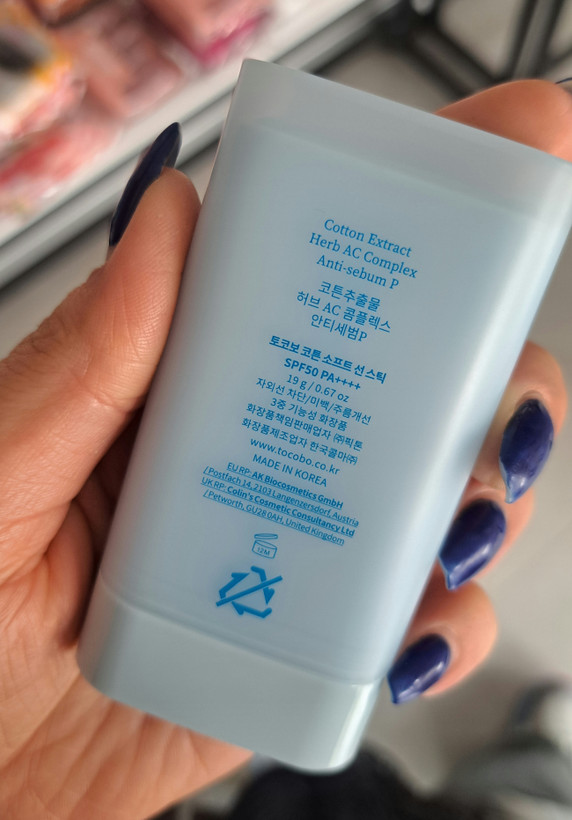 Cotton Extract
Herb AC Complex
Anti-sebum P
코튼추출물
허브 AC 콤플렉스
안티세범P
토코보 코튼 소프트 선 스틱
SPF50 PA++++
19 g / 0.67 oz
자외선 차단/미백/주름개선
3중 기능성 화장품
화장품책임판매업자 ㈜픽톤
화장품제조업자 한국콜마㈜
www.tocobo.co.kr
MADE IN KOREA
EU RP: AK Biocosmetics GmbH
/ Postfach 14, 2103 Langenzersdorf, Austria
UK RP: Colin's Cosmetic Consultancy Ltd
/ Petworth, GU28 0AH, United Kingdom
12M